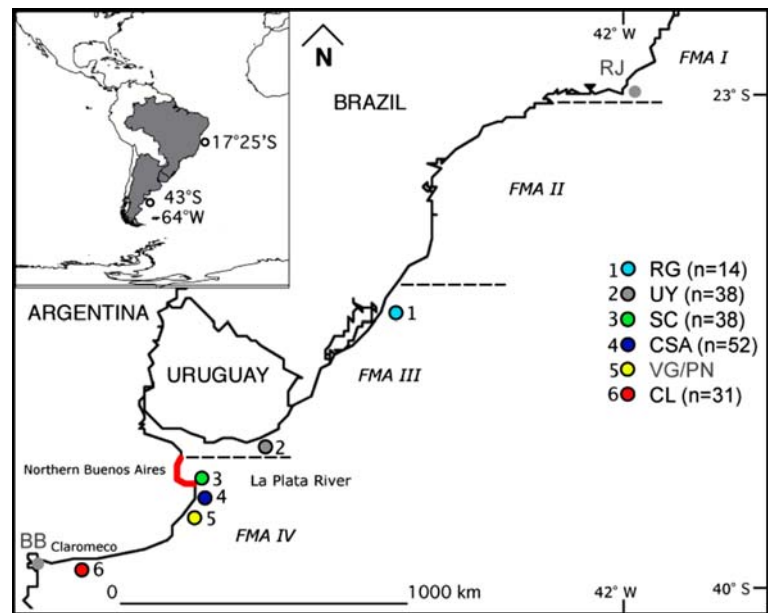 42° W
N
RJ
FMA I
23° S
BRAZIL
17°25'S
43°S
-64°W
FMA II
1 RG (n=14)
2 UY (n=38)
3 SC (n=38)
4 CSA (n=52)
5 VG/PN
6 CL (n=31)
ARGENTINA
1
URUGUAY
FMA III
2
Northern Buenos Aires
3
La Plata River
4
5
FMA IV
BB
Claromeco
6
0
1000 km
42° W
40° S